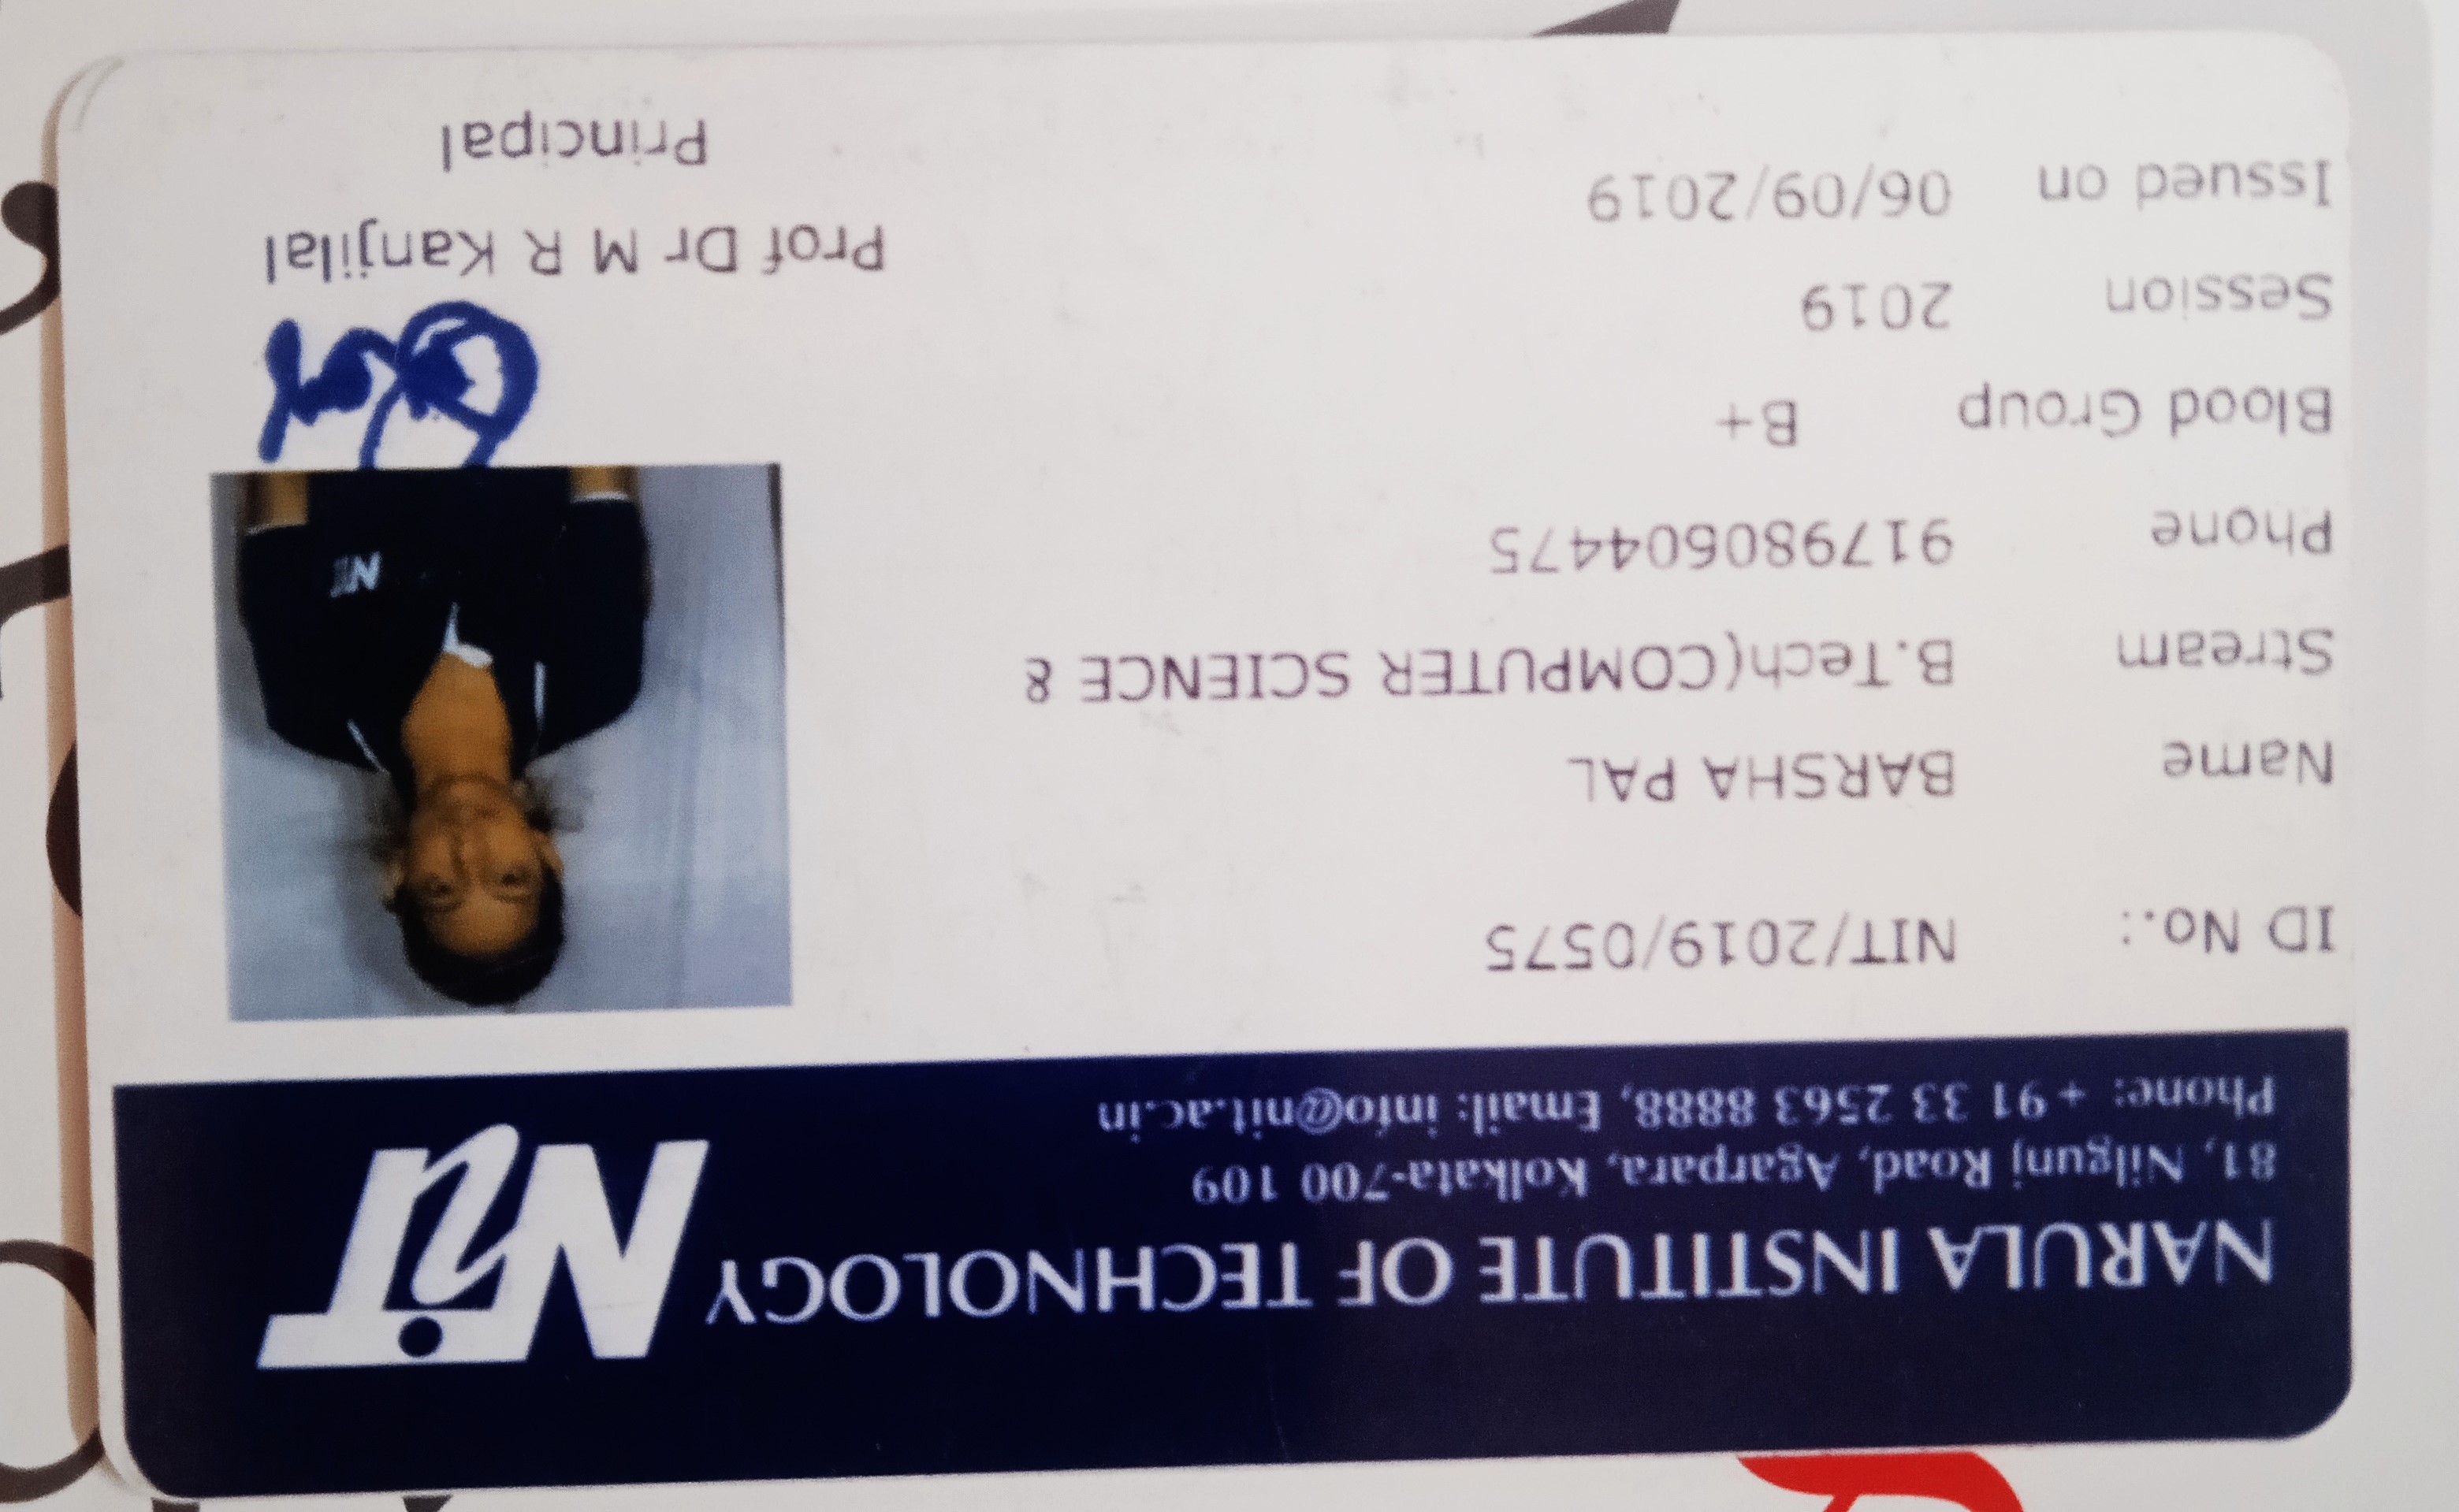 NARULA INSTITUTE OF TECHNOLOGY NiT
81, Nilgunj Road, Agarpara, Kolkata-700 109
Phone: +91 33 2563 8888, Email: info@nit.ac.in
ID No.: NIT/2019/0575
Name BARSHA PAL
Stream B.Tech(COMPUTER SCIENCE &
Phone 917980604475
Blood Group B+
Session 2019
Issued on 06/09/2019
NIT
Prof Dr M R Kanjilal
Principal